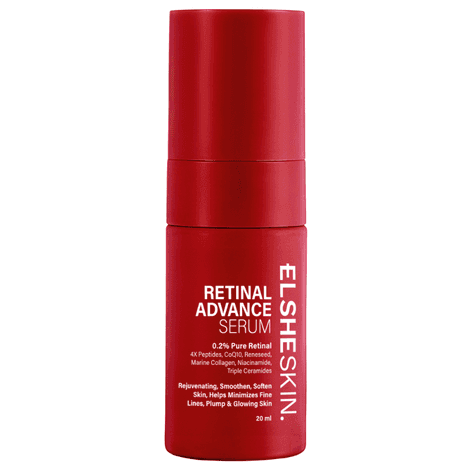 RETINAL
ADVANCE
SERUM
0.2% Pure Retinal
4X Peptides, CoQ10, Reneseed,
Marine Collagen, Niacinamide,
Triple Ceramides
Rejuvenating, Smoothen, Soften
Skin, Helps Minimizes Fine
Lines, Plump & Glowing Skin
20 ml
ELSHESKIN.